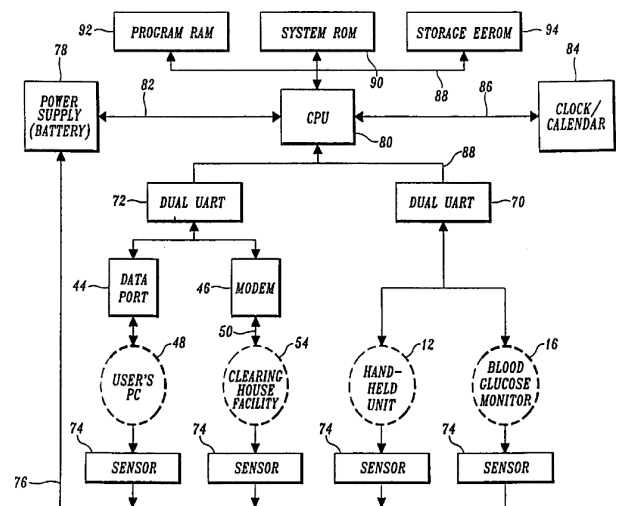 92
PROGRAM RAM
SYSTEM ROM
STORAGE EEROM
94
78
90
88
84
POWER
SUPPLY
(BATTERY)
82
CPU
86
CLOCK/
CALENDAR
80
88
72
DUAL UART
DUAL UART
70
44
DATA
PORT
46
MODEM
50
48
54
12
16
USER'S
PC
CLEARING
HOUSE
FACILITY
HAND-
HELD
UNIT
BLOOD
GLUCOSE
MONITOR
74
SENSOR
74
SENSOR
74
SENSOR
74
SENSOR
76